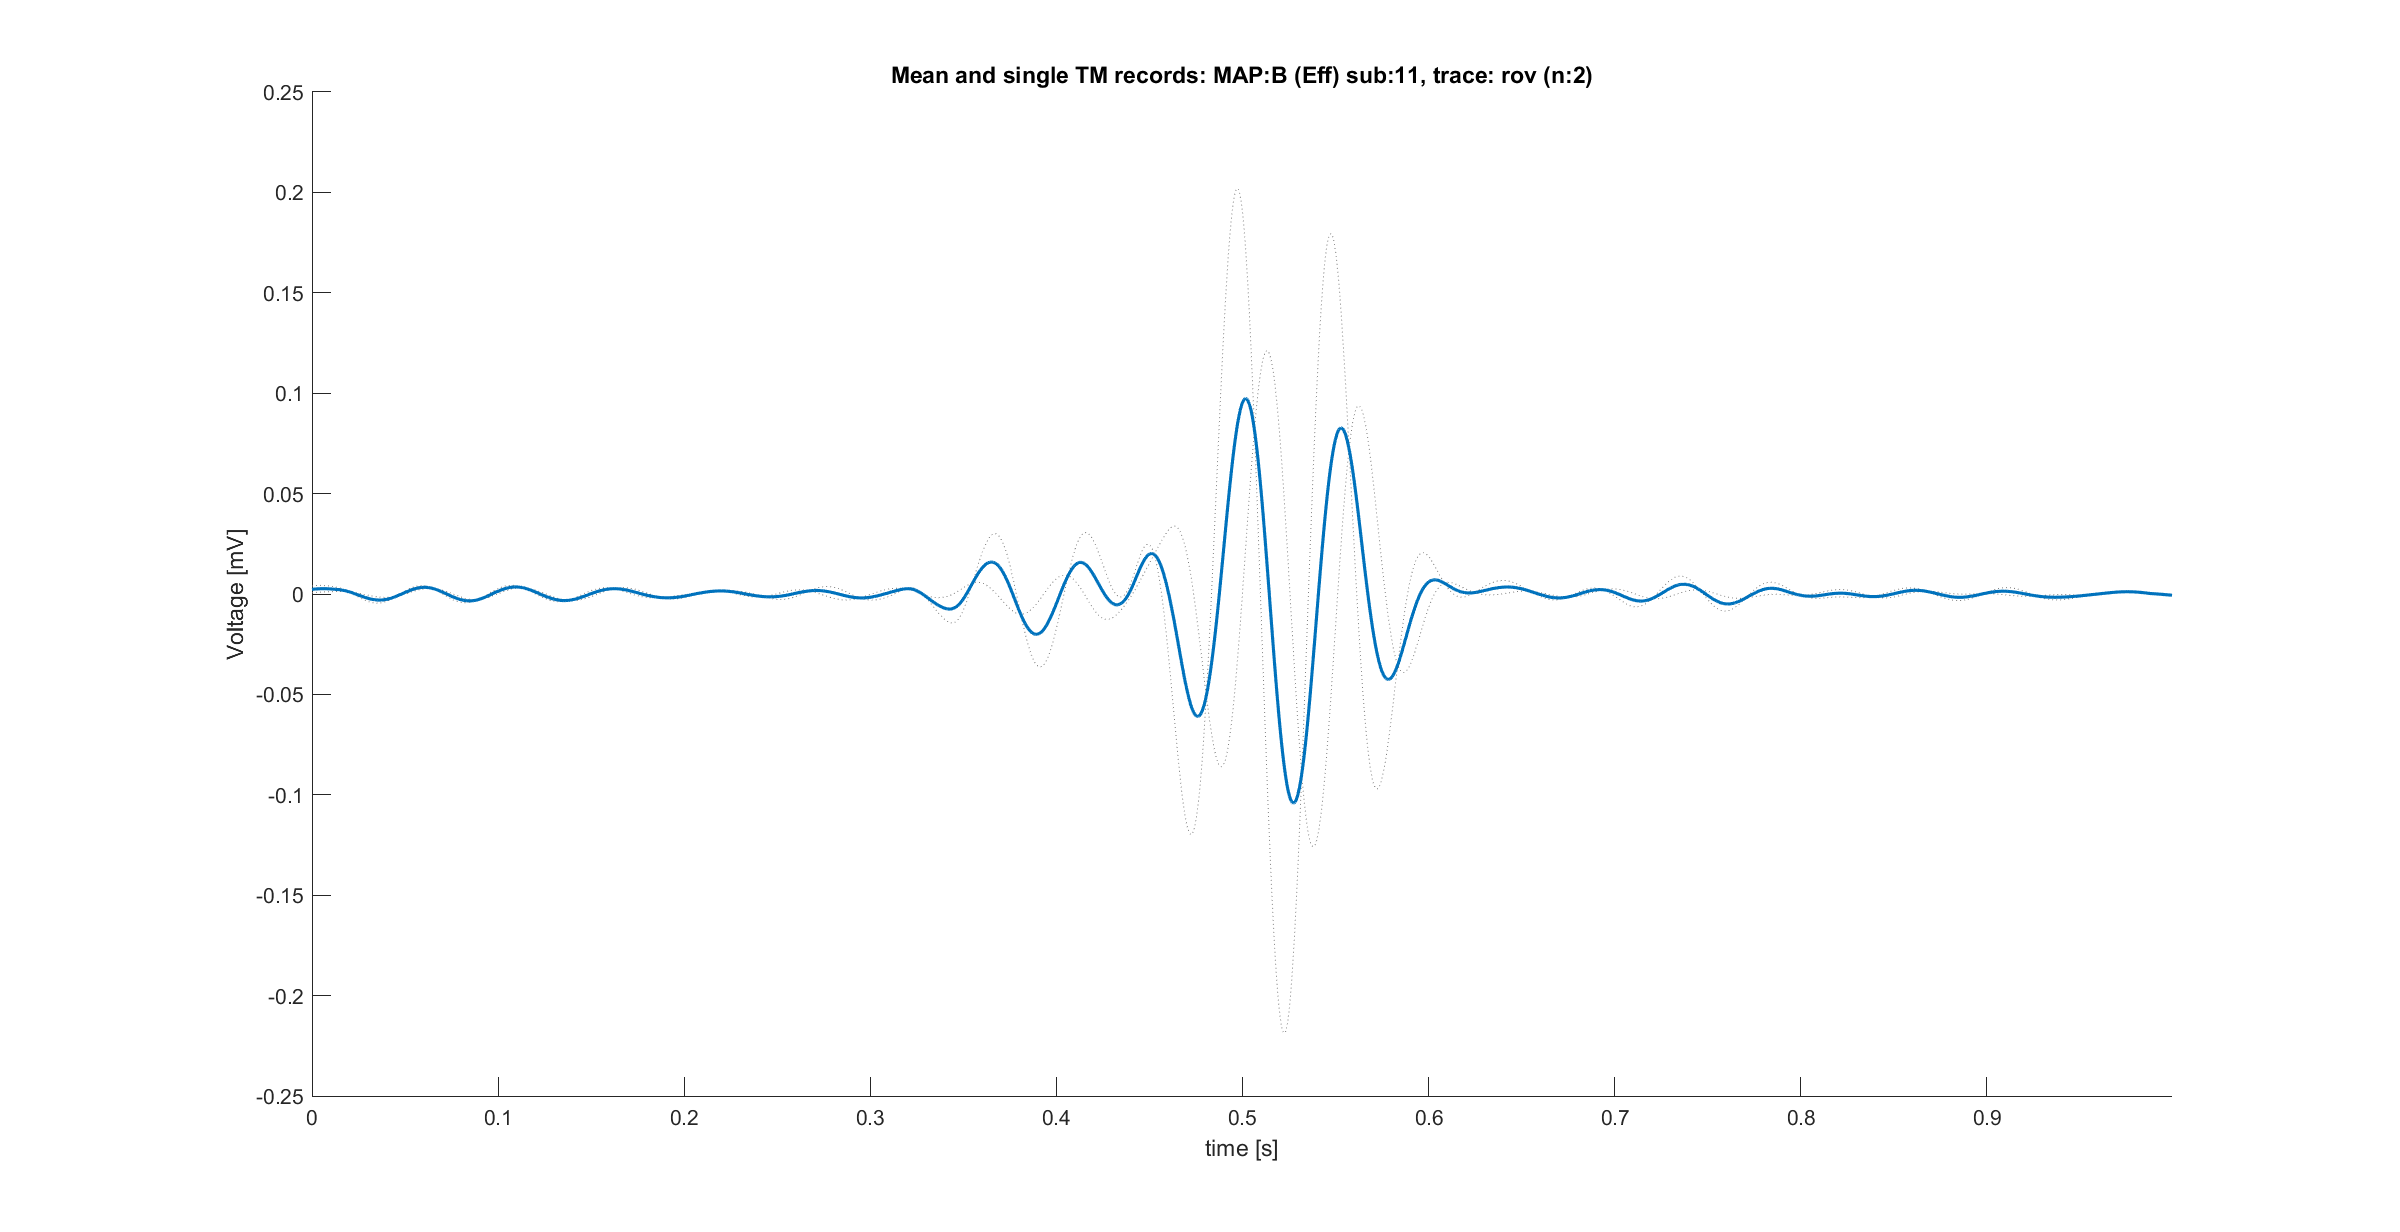 Mean and single TM records: MAP:B (Eff) sub:11, trace: rov (n:2)
0.25
0.2
0.15
0.1
0.05
0
-0.05
-0.1
-0.15
-0.2
-0.25
Voltage [mV]
0 0.1 0.2 0.3 0.4 0.5 0.6 0.7 0.8 0.9
time [s]